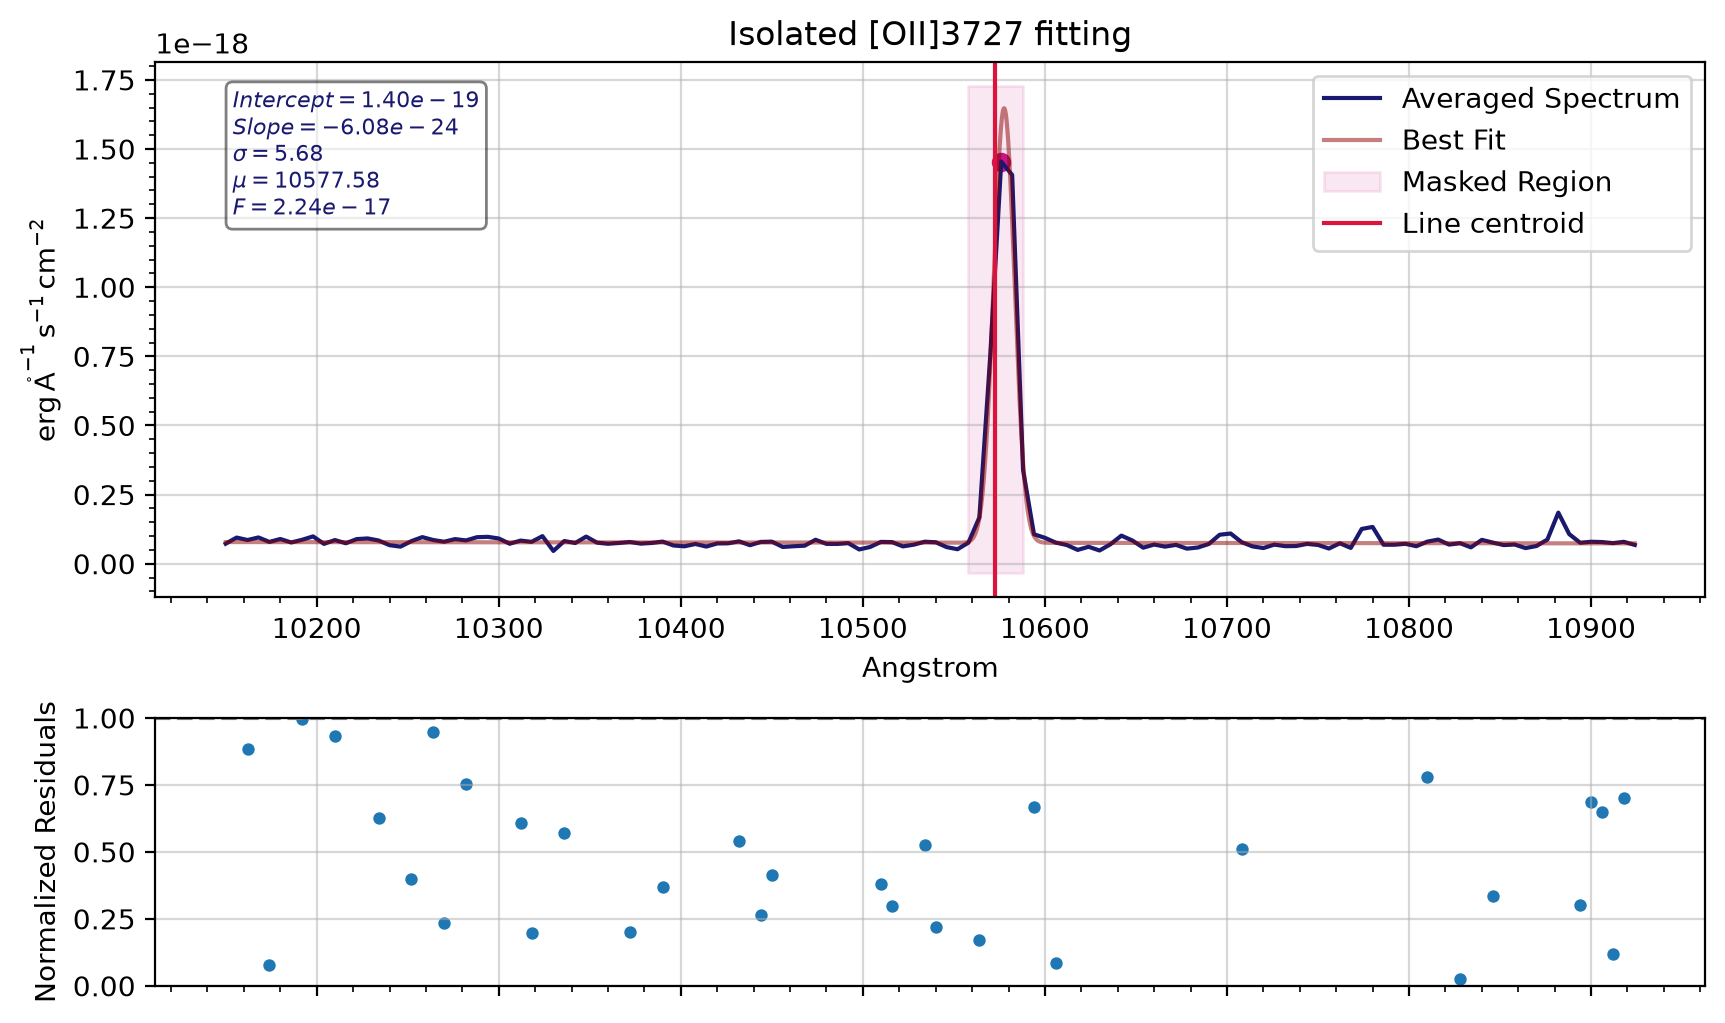 Isolated [OII]3727 fitting
1e−18
1.75
1.50
1.25
1.00
0.75
0.50
0.25
0.00
erg Å⁻¹ s⁻¹ cm⁻²
Intercept = 1.40e − 19
Slope = −6.08e − 24
σ = 5.68
μ = 10577.58
F = 2.24e − 17
Averaged Spectrum
Best Fit
Masked Region
Line centroid
10200 10300 10400 10500 10600 10700 10800 10900
Angstrom
1.00
0.75
0.50
0.25
0.00
Normalized Residuals